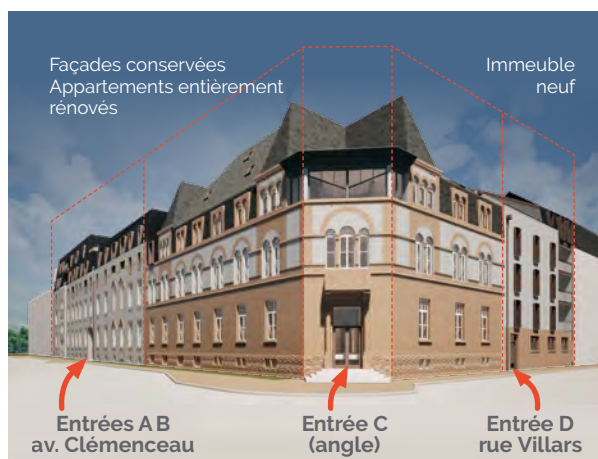 Façades conservées
Appartements entièrement
rénovés
Immeuble
neuf
Entrées A B
av. Clémenceau
Entrée C
(angle)
Entrée D
rue Villars